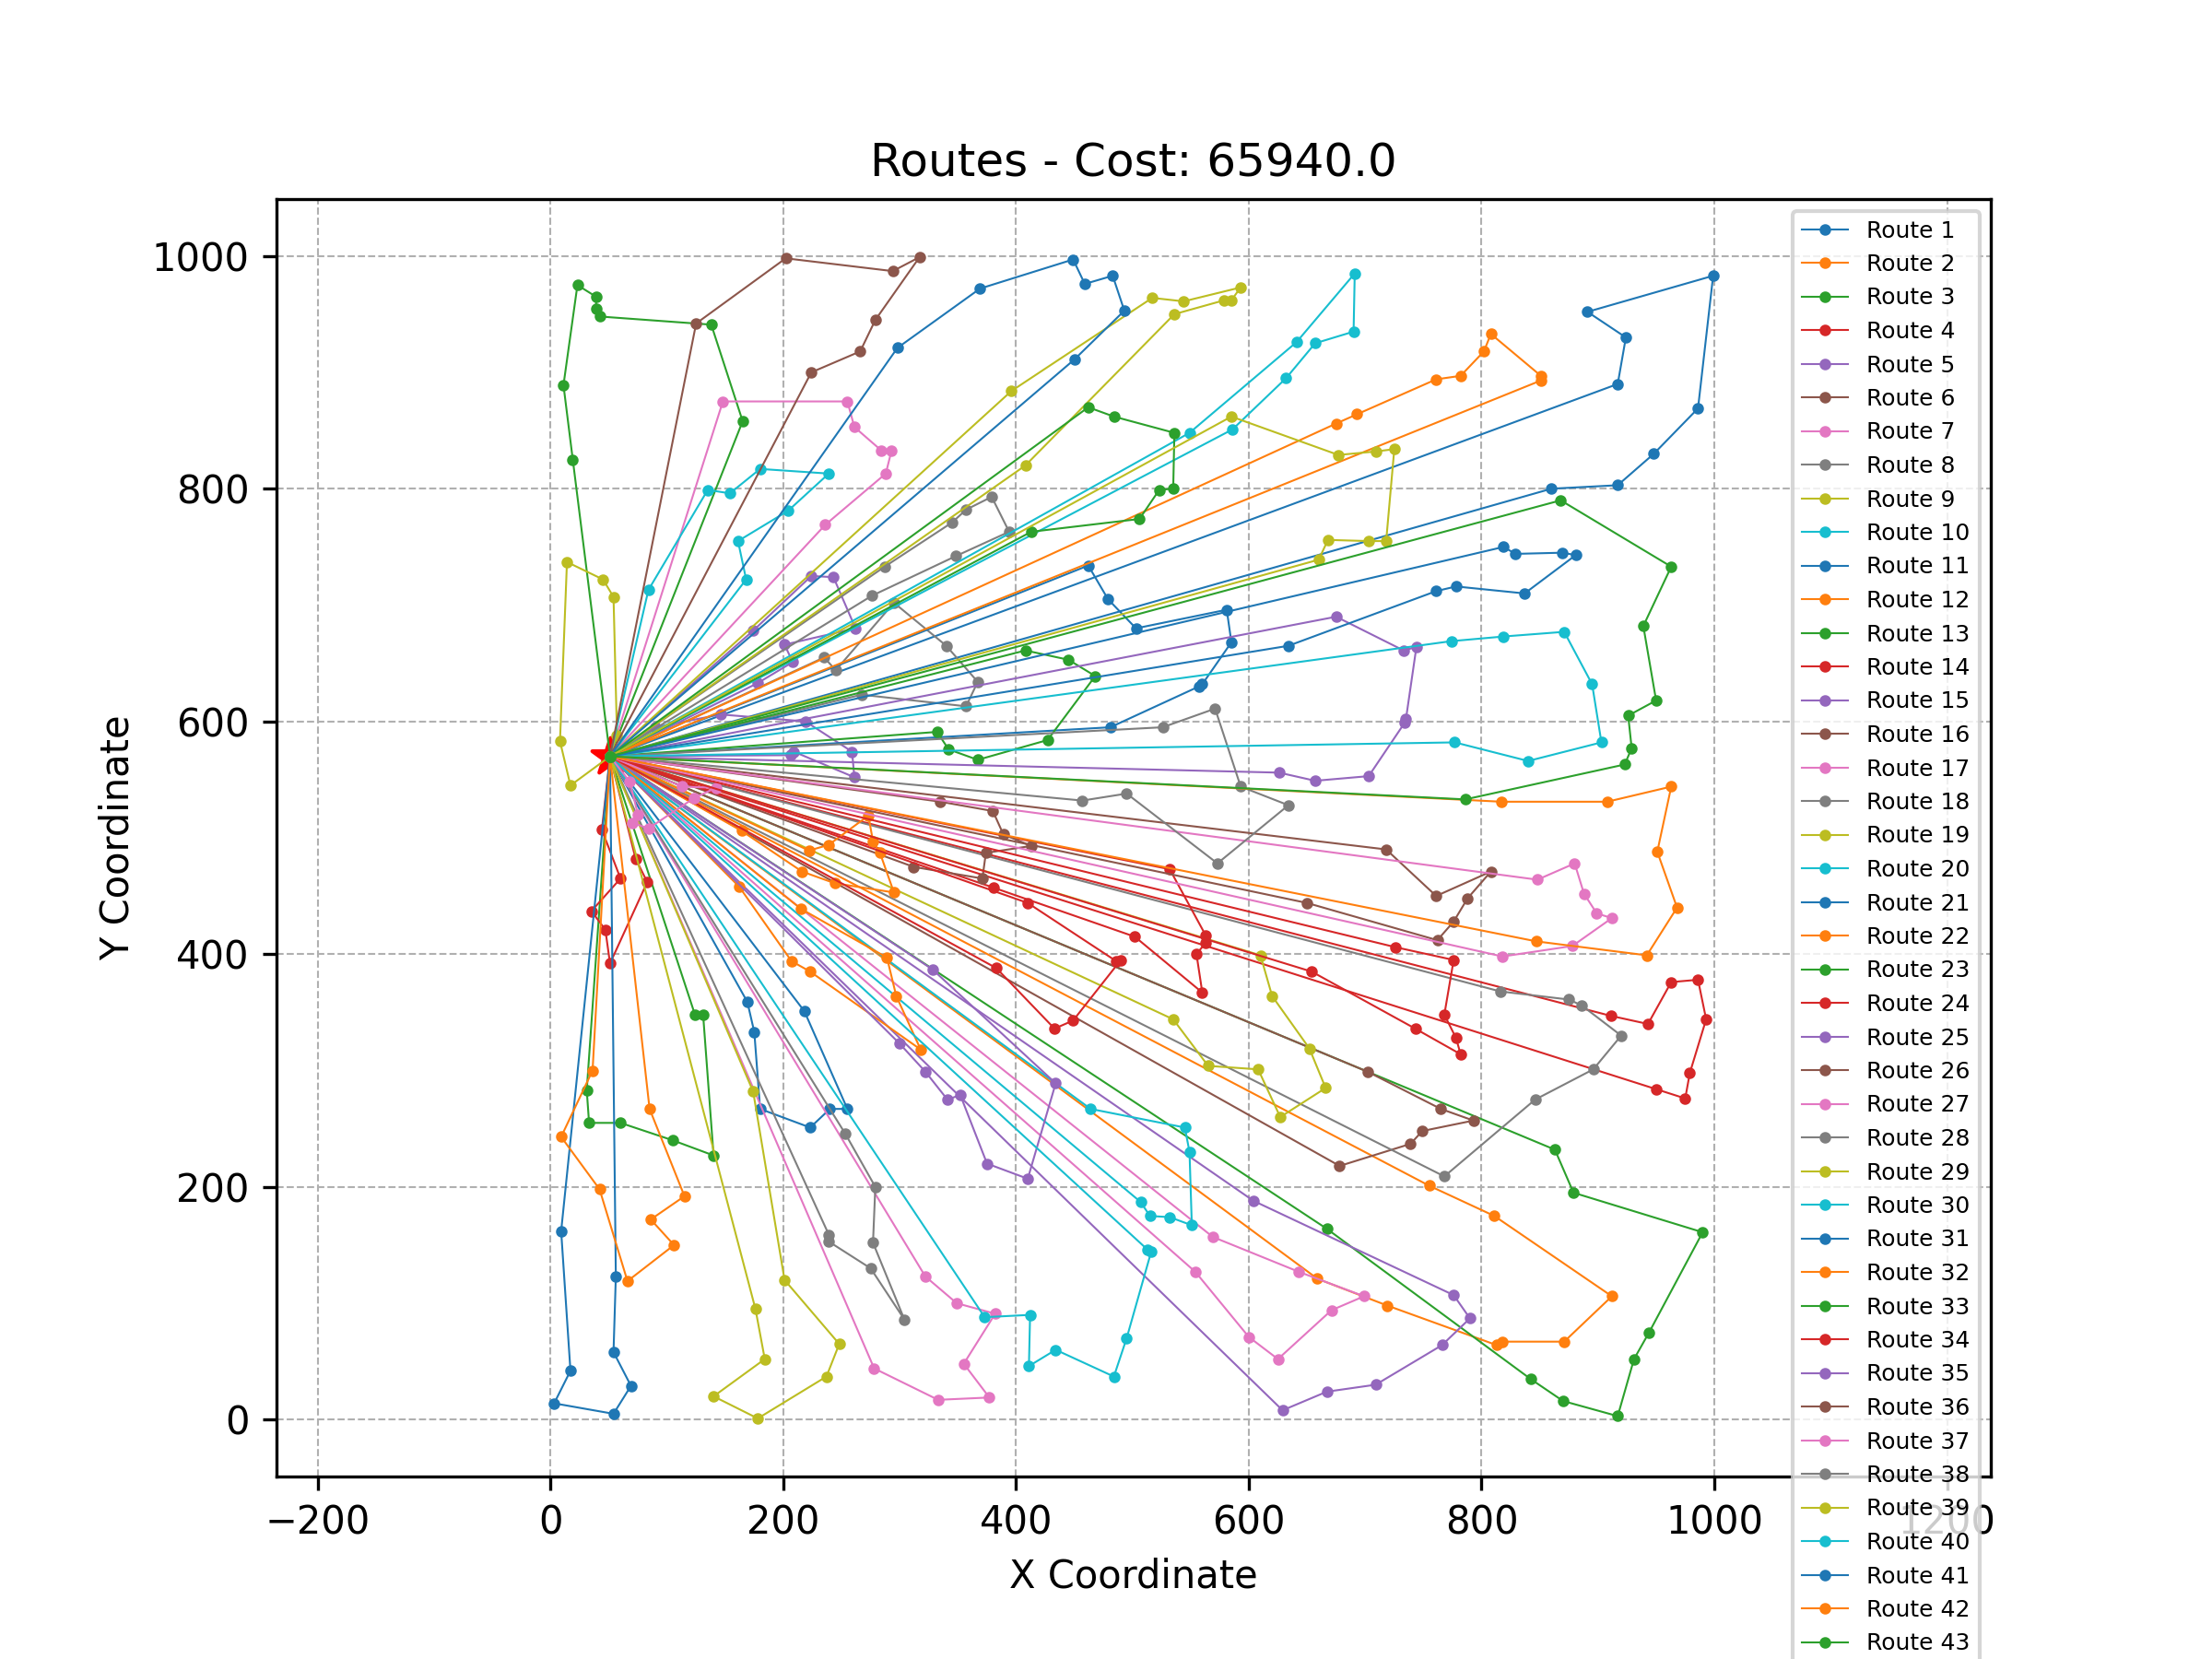 Routes - Cost: 65940.0
1000
800
600
400
200
0
Y Coordinate
−200
0
200
400
600
800
1000
1200
X Coordinate
Route 1
Route 2
Route 3
Route 4
Route 5
Route 6
Route 7
Route 8
Route 9
Route 10
Route 11
Route 12
Route 13
Route 14
Route 15
Route 16
Route 17
Route 18
Route 19
Route 20
Route 21
Route 22
Route 23
Route 24
Route 25
Route 26
Route 27
Route 28
Route 29
Route 30
Route 31
Route 32
Route 33
Route 34
Route 35
Route 36
Route 37
Route 38
Route 39
Route 40
Route 41
Route 42
Route 43